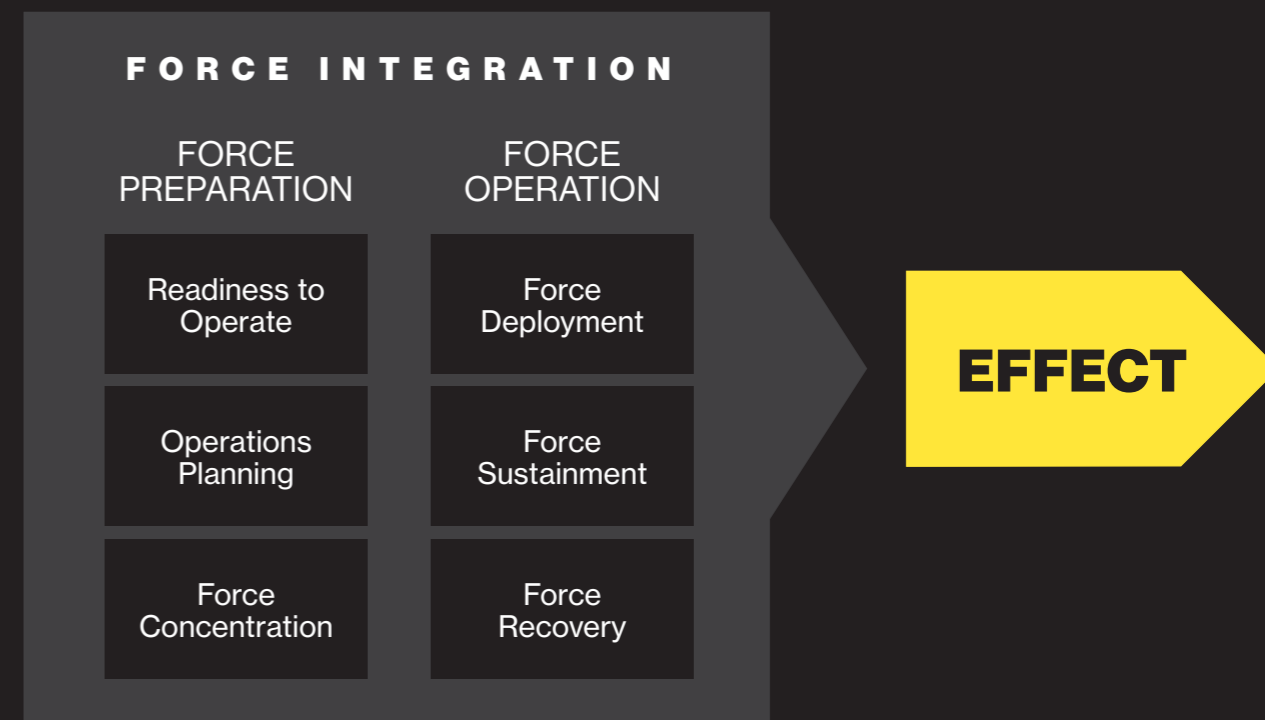 FORCE INTEGRATION
FORCE
PREPARATION
Readiness to
Operate
Operations
Planning
Force
Concentration
FORCE
OPERATION
Force
Deployment
Force
Sustainment
Force
Recovery
EFFECT